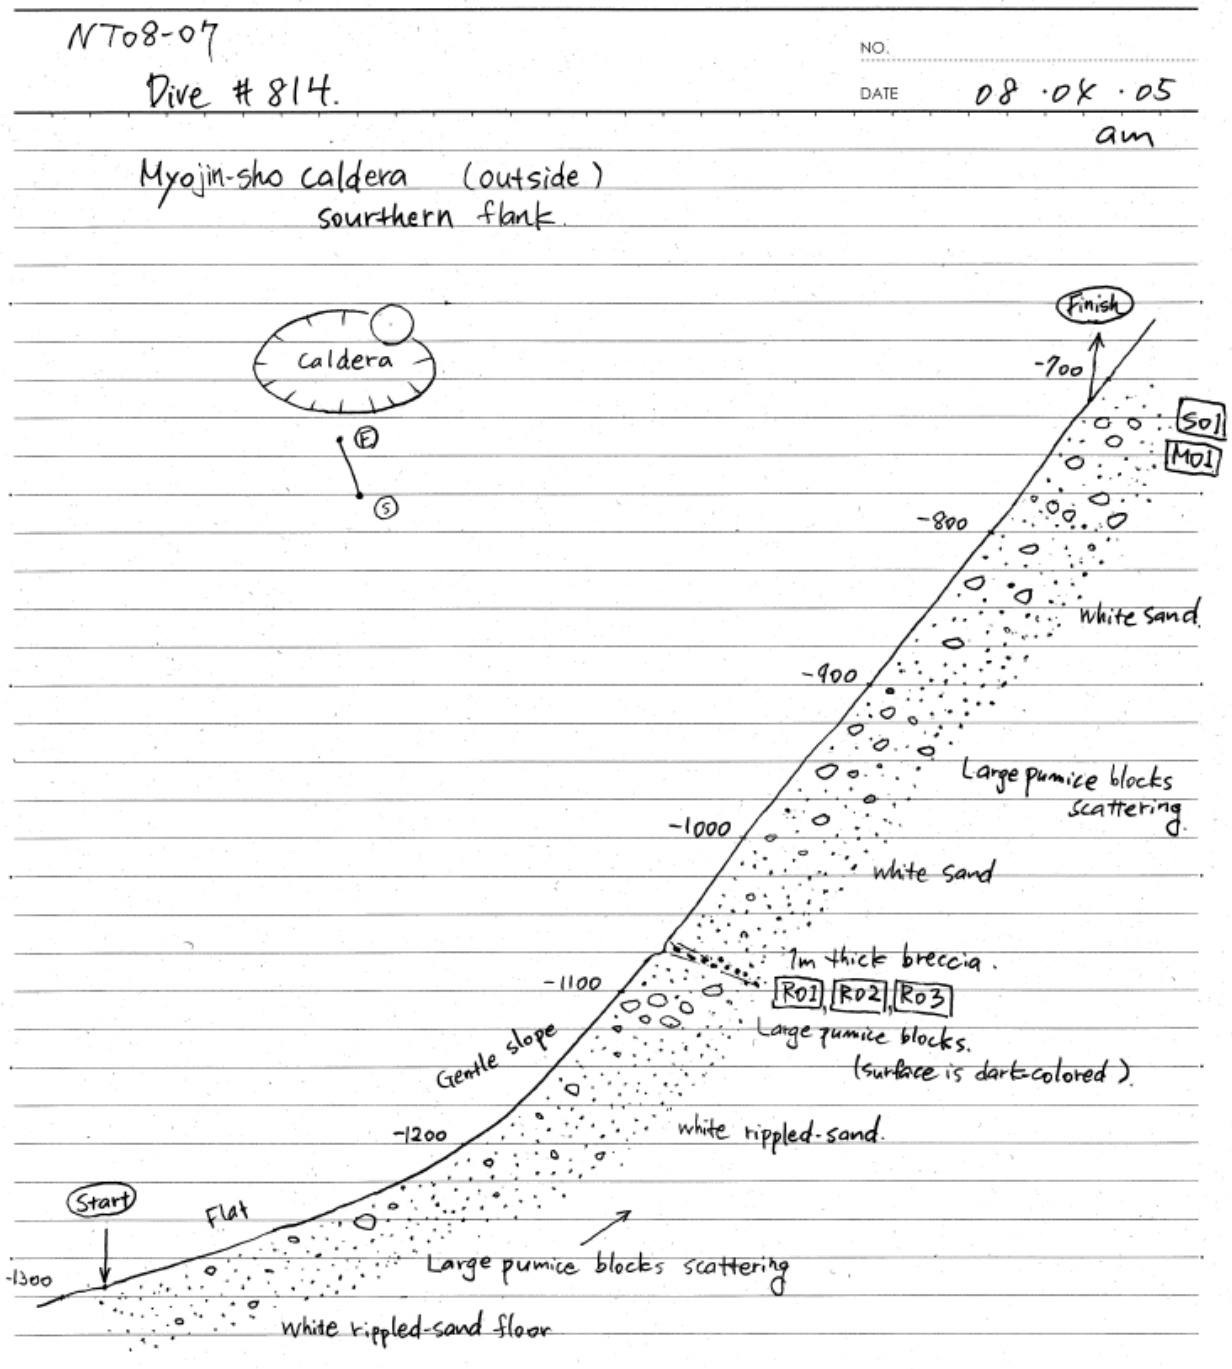 NT08-07
NO.
Dive # 814.
DATE 08 .04 . 05
am
Myojin-sho caldera (outside)
sourthern flank.
Finish
caldera
-700
S01
F
M01
S
-800
white sand.
-900
Large pumice blocks
scattering.
-1000
white sand
1m thick breccia.
-1100
R01, R02, R03
Large pumice blocks.
Gentle slope
(surface is dark-colored).
-1200
white rippled-sand.
Start
Flat
Large pumice blocks scattering
-1300
white rippled-sand floor